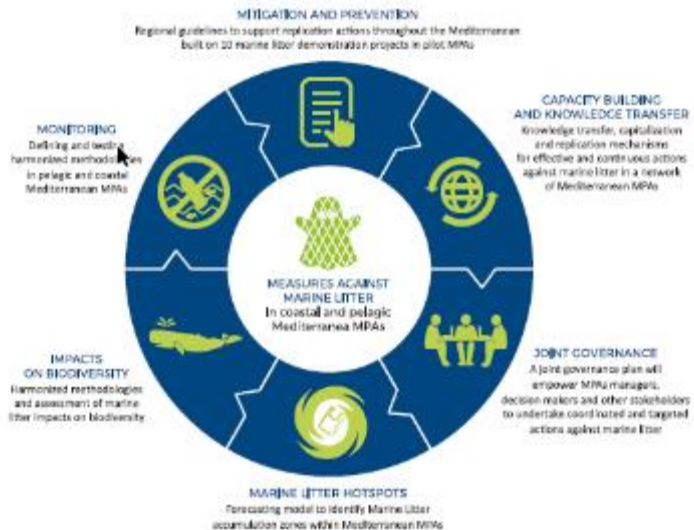 MITIGATION AND PREVENTION
Regional guidelines to support replication actions throughout the Mediterranean
built on 10 marine litter demonstration projects in pilot MPAs
CAPACITY BUILDING
AND KNOWLEDGE TRANSFER
Knowledge transfer, capitalization
and replication mechanisms
for effective and continuous actions
against marine litter in a network
of Mediterranean MPAs
MONITORING
Defining and testing
harmonized methodologies
in pelagic and coastal
Mediterranean MPAs
MEASURES AGAINST
MARINE LITTER
In coastal and pelagic
Mediterranea MPAs
IMPACTS
ON BIODIVERSITY
Harmonized methodologies
and assessment of marine
litter impacts on biodiversity
JOINT GOVERNANCE
A joint governance plan will
empower MPAs managers,
decision makers and other stakeholders
to undertake coordinated and targeted
actions against marine litter
MARINE LITTER HOTSPOTS
Forecasting model to identify Marine Litter
accumulation zones within Mediterranean MPAs